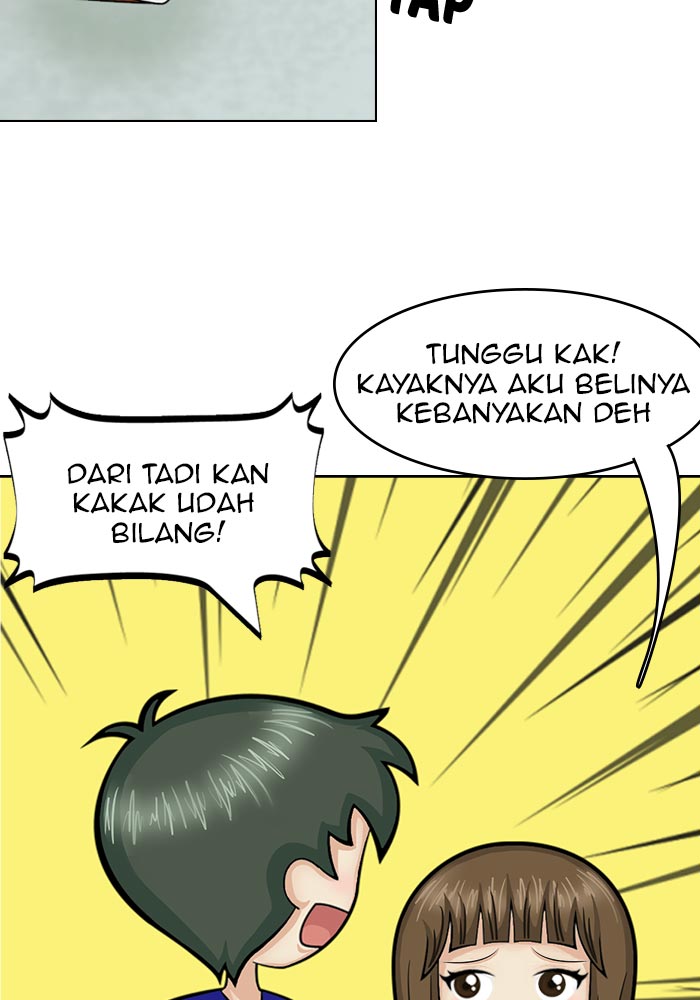 TAP
TUNGGU KAK!
KAYAKNYA AKU BELINYA
KEBANYAKAN DEH
DARI TADI KAN
KAKAK UDAH
BILANG!